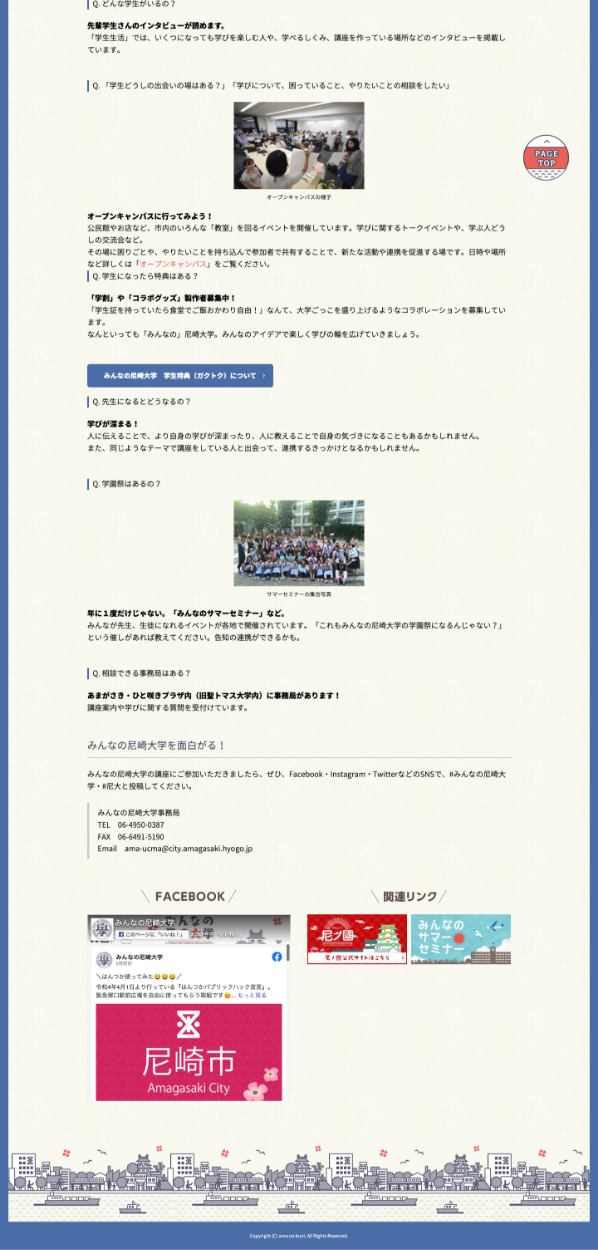 Q. どんな学生がいるの？
先輩学生さんのインタビューが読めます。
「学生生活」では、いくつになっても学びを楽しむ人や、学べるしくみ、講座を作っている場所などのインタビューを掲載し
ています。
Q. 「学生どうしの出会いの場はある？」「学びについて、困っていること、やりたいことの相談をしたい」
PAGE
TOP
オープンキャンパスの様子
オープンキャンパスに行ってみよう！
公民館やお店など、市内のいろんな「教室」を回るイベントを開催しています。学びに関するトークイベントや、学ぶ人どう
しの交流会など。
その場に困りごとや、やりたいことを持ち込んで参加者で共有することで、新たな活動や連携を促進する場です。日時や場所
など詳しくは「オープンキャンパス」をご覧ください。
Q. 学生になったら特典はある？
「学割」や「コラボグッズ」製作者募集中！
「学生証を持っていたら食堂でご飯おかわり自由！」なんて、大学ごっこを盛り上げるようなコラボレーションを募集してい
ます。
なんといっても「みんなの」尼崎大学。みんなのアイデアで楽しく学びの輪を広げていきましょう。
みんなの尼崎大学　学生特典（ガクトク）について ›
Q. 先生になるとどうなるの？
学びが深まる！
人に伝えることで、より自身の学びが深まったり、人に教えることで自身の気づきになることもあるかもしれません。
また、同じようなテーマで講座をしている人と出会って、連携するきっかけとなるかもしれません。
Q. 学園祭はあるの？
サマーセミナーの集合写真
年に１度だけじゃない。「みんなのサマーセミナー」など。
みんなが先生、生徒になれるイベントが各地で開催されています。「これもみんなの尼崎大学の学園祭になるんじゃない？」
という催しがあれば教えてください。告知の連携ができるかも。
Q. 相談できる事務局はある？
あまがさき・ひと咲きプラザ内（旧聖トマス大学内）に事務局があります！
講座案内や学びに関する質問を受付けています。
みんなの尼崎大学を面白がる！
みんなの尼崎大学の講座にご参加いただきましたら、ぜひ、Facebook・Instagram・TwitterなどのSNSで、#みんなの尼崎大
学・#尼大と投稿してください。
みんなの尼崎大学事務局
TEL　06-4950-0387
FAX　06-6491-5190
Email　ama-ucma@city.amagasaki.hyogo.jp
FACEBOOK
みんなの尼崎大学
このページに「いいね！」
みんなの尼崎大学
＼はんつか使ってみた😆😆😆／
令和4年4月1日より行っている『はんつかパブリックハック宣言』。
阪急塚口駅前広場を自由に使ってもらう取組です😊... もっと見る
尼崎市
Amagasaki City
関連リンク
尼ノ國
尼ノ國公式サイトはこちら
みんなの
サマー
セミナー
Copyright (C) ama no kuni, All Rights Reserved.